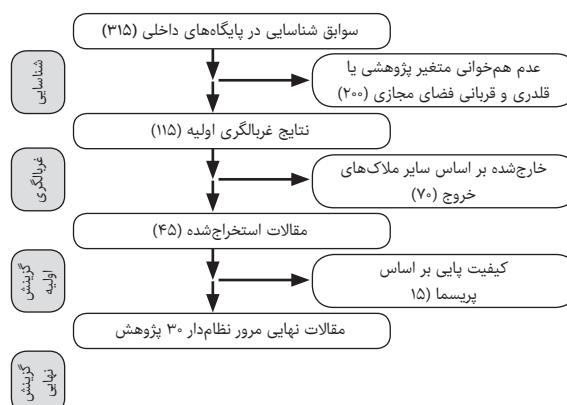 سوابق شناسایی در پایگاه‌های داخلی (۳۱۵)
شناسایی
عدم هم‌خوانی متغیر پژوهشی یا
قلدری و قربانی فضای مجازی (۲۰۰)
نتایج غربالگری اولیه (۱۱۵)
غربالگری
خارج‌شده بر اساس سایر ملاک‌های
خروج (۷۰)
مقالات استخراج‌شده (۴۵)
گزینش
اولیه
کیفیت پایی بر اساس
پریسما (۱۵
مقالات نهایی مرور نظام‌دار ۳۰ پژوهش
گزینش
نهایی